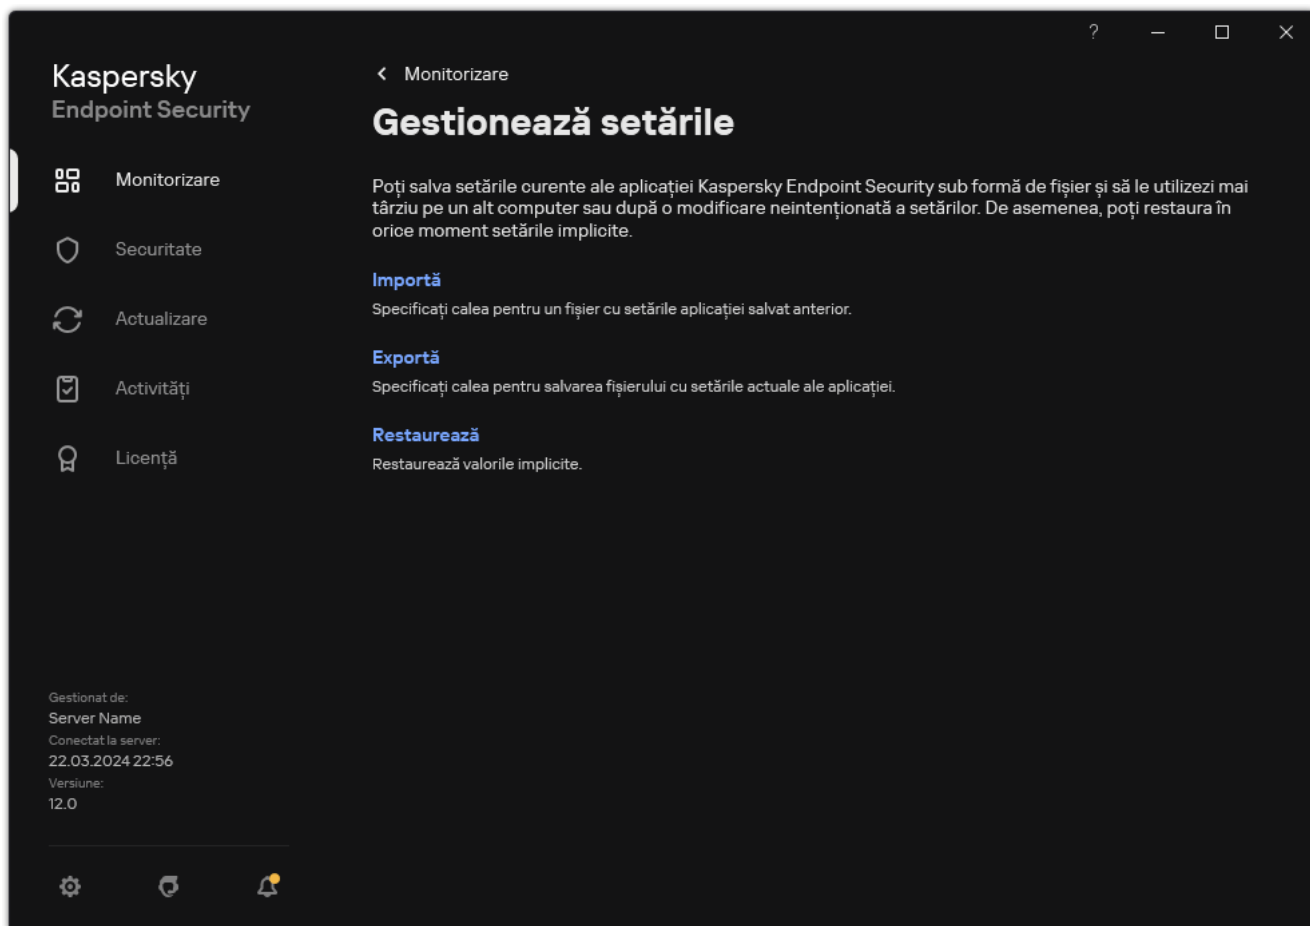 ?
Kaspersky
Endpoint Security
Monitorizare
Securitate
Actualizare
Activități
Licență
Gestionat de:
Server Name
Conectat la server:
22.03.2024 22:56
Versiune:
12.0
Monitorizare
Gestionează setările
Poți salva setările curente ale aplicației Kaspersky Endpoint Security sub formă de fișier și să le utilizezi mai
târziu pe un alt computer sau după o modificare neintenționată a setărilor. De asemenea, poți restaura în
orice moment setările implicite.
Importă
Specificați calea pentru un fișier cu setările aplicației salvat anterior.
Exportă
Specificați calea pentru salvarea fișierului cu setările actuale ale aplicației.
Restaurează
Restaurează valorile implicite.